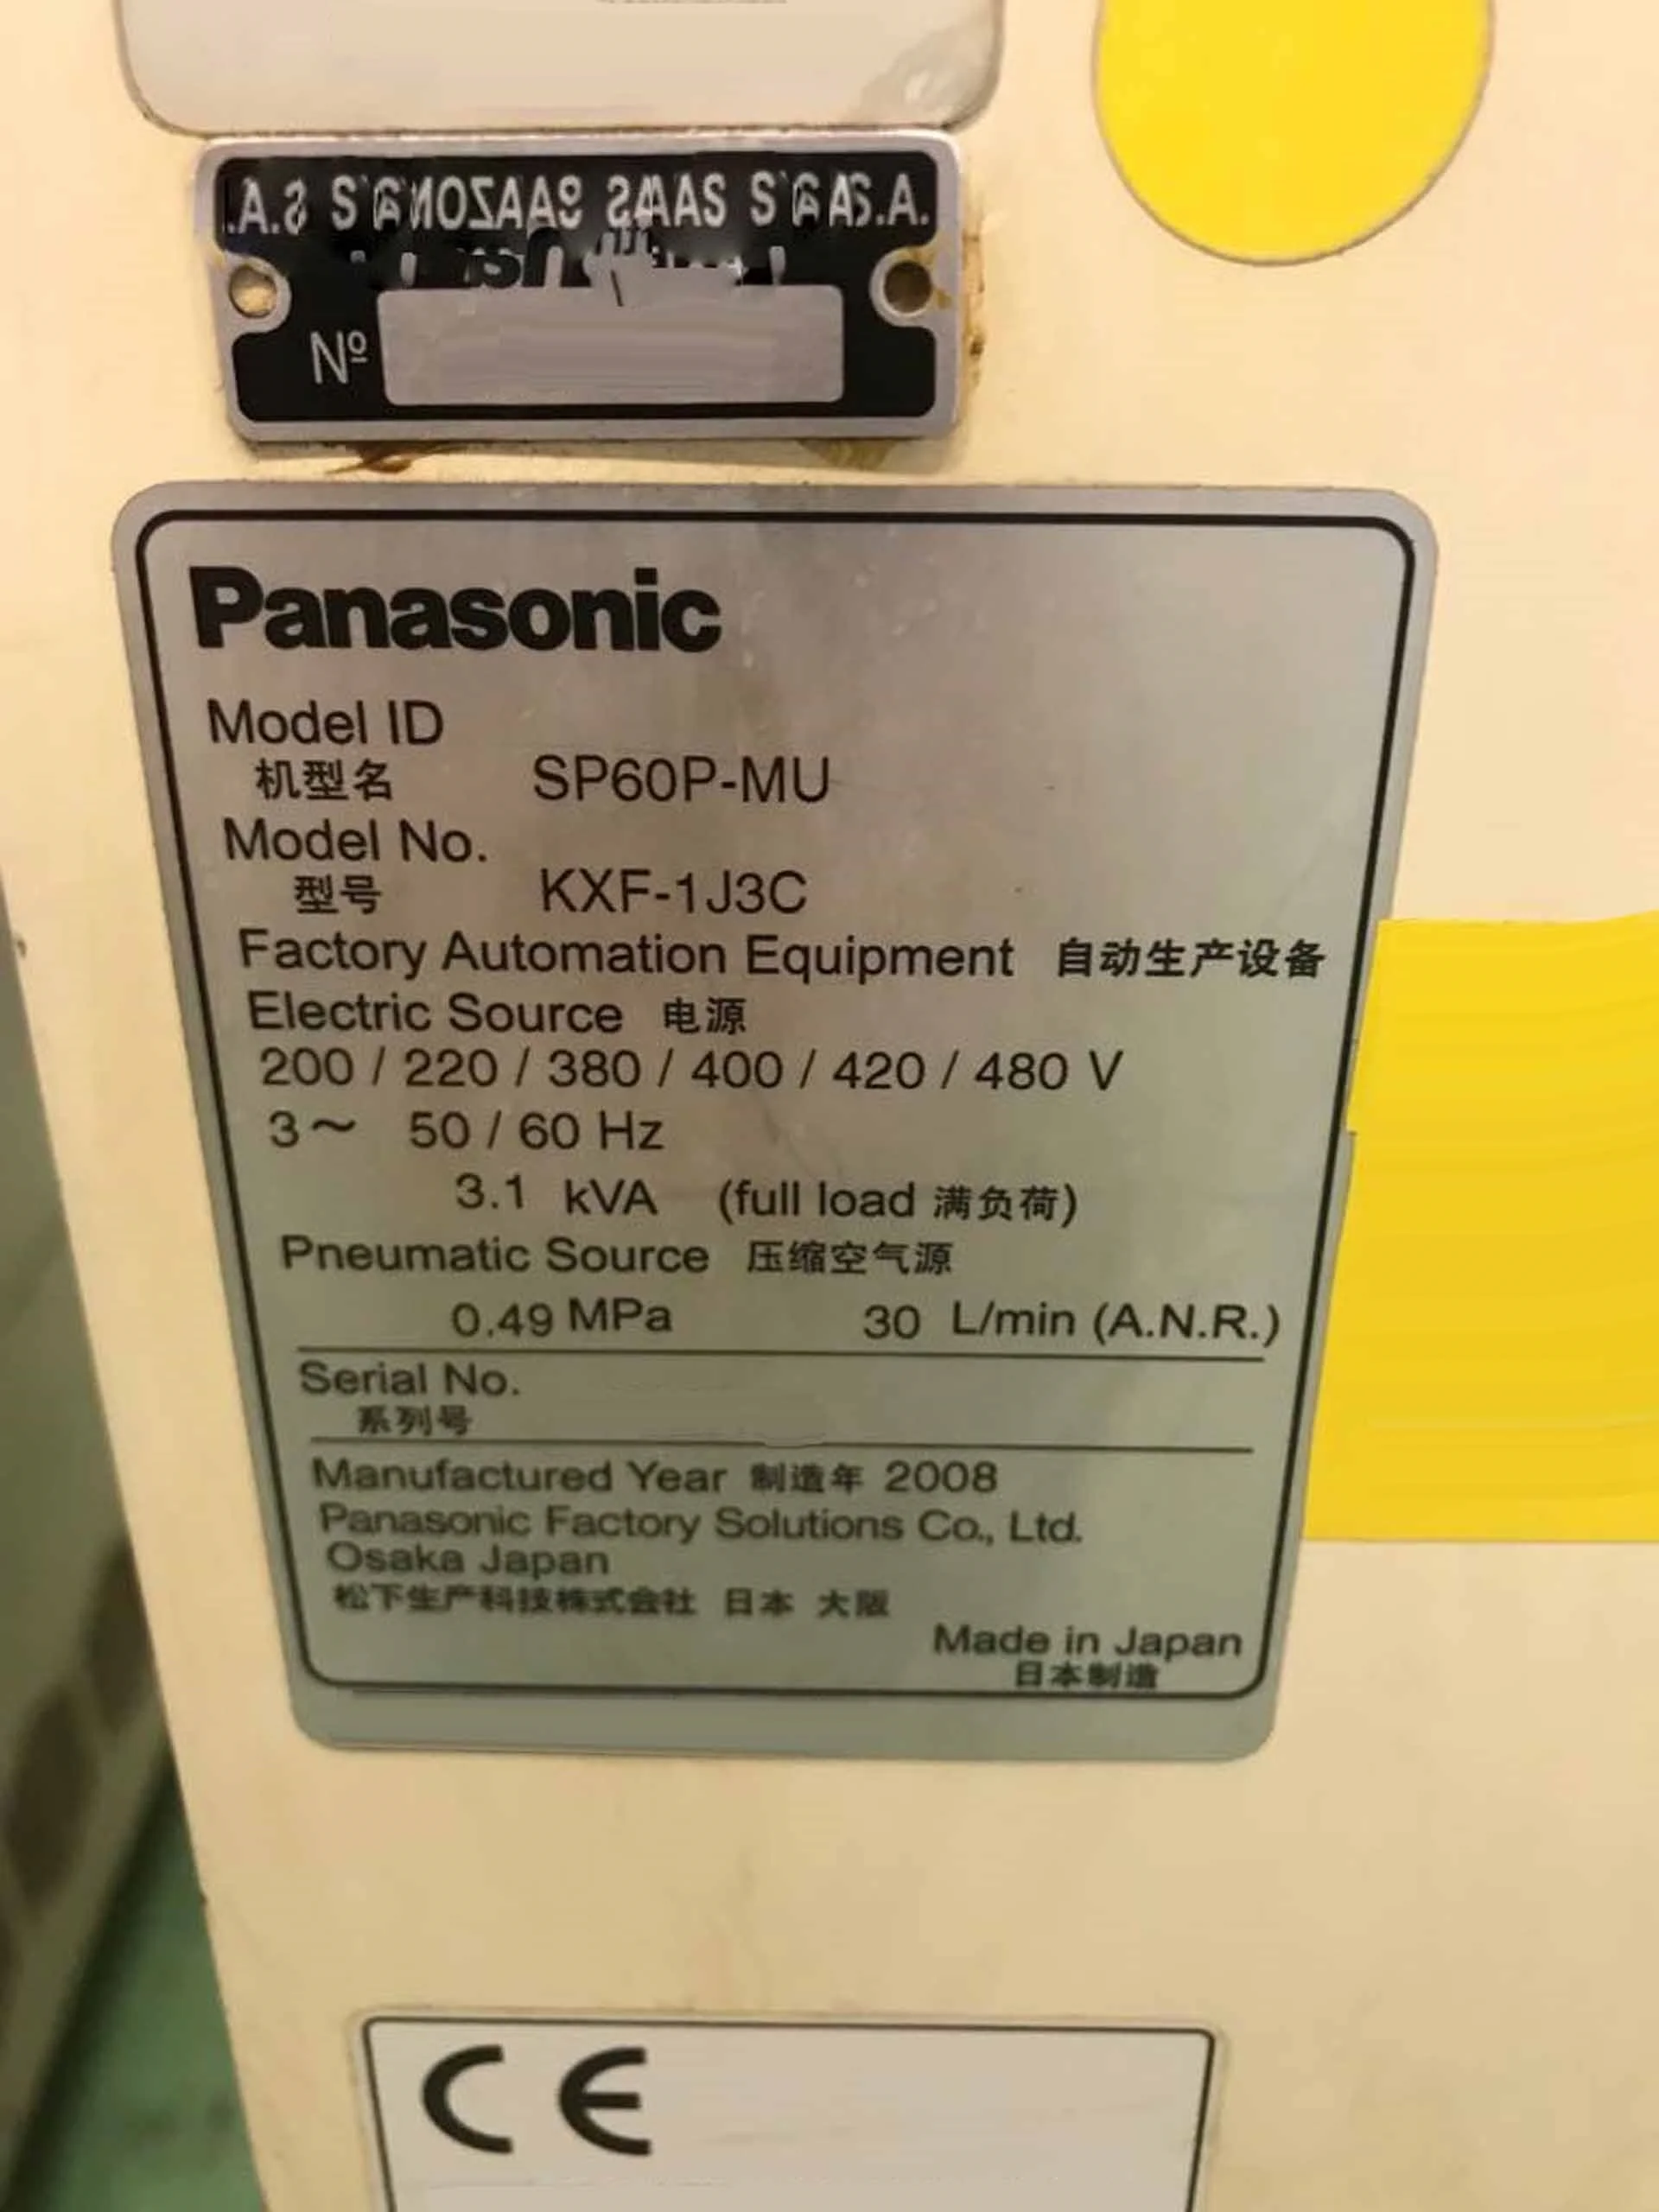 Nº
Panasonic
Model ID
机型名 SP60P-MU
Model No.
型号 KXF-1J3C
Factory Automation Equipment 自动生产设备
Electric Source 电源
200 / 220 / 380 / 400 / 420 / 480 V
3～ 50 / 60 Hz
3.1 kVA (full load 满负荷)
Pneumatic Source 压缩空气源
0.49 MPa 30 L/min (A.N.R.)
Serial No.
系列号
Manufactured Year 制造年 2008
Panasonic Factory Solutions Co., Ltd.
Osaka Japan
松下生产科技株式会社 日本 大阪
Made in Japan
日本制造
CE